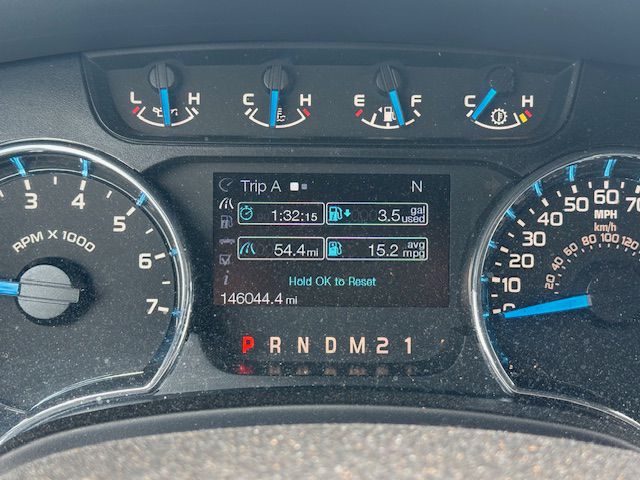 L H C H E F C H
Trip A N
1:32:15 3.5 gal used
54.4 mi 15.2 avg mpg
Hold OK to Reset
146044.4 mi
P R N D M 2 1
3 4 5 6 7
RPM X 1000
0 10 20 30 40 50 60 70
MPH
km/h
20 40 60 80 100 120